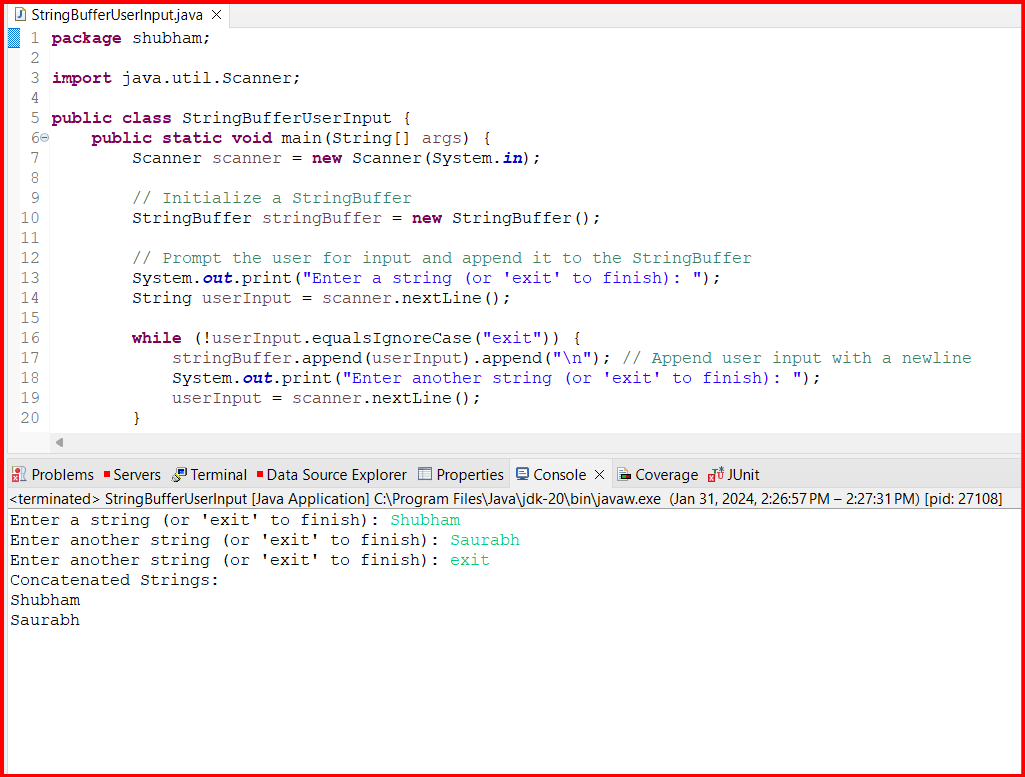 StringBufferUserInput.java
1 package shubham;
2
3 import java.util.Scanner;
4
5 public class StringBufferUserInput {
6 public static void main(String[] args) {
7 Scanner scanner = new Scanner(System.in);
8
9 // Initialize a StringBuffer
10 StringBuffer stringBuffer = new StringBuffer();
11
12 // Prompt the user for input and append it to the StringBuffer
13 System.out.print("Enter a string (or 'exit' to finish): ");
14 String userInput = scanner.nextLine();
15
16 while (!userInput.equalsIgnoreCase("exit")) {
17 stringBuffer.append(userInput).append("\n"); // Append user input with a newline
18 System.out.print("Enter another string (or 'exit' to finish): ");
19 userInput = scanner.nextLine();
20 }
Problems Servers Terminal Data Source Explorer Properties Console Coverage JUnit
<terminated> StringBufferUserInput [Java Application] C:\Program Files\Java\jdk-20\bin\javaw.exe (Jan 31, 2024, 2:26:57 PM – 2:27:31 PM) [pid: 27108]
Enter a string (or 'exit' to finish): Shubham
Enter another string (or 'exit' to finish): Saurabh
Enter another string (or 'exit' to finish): exit
Concatenated Strings:
Shubham
Saurabh